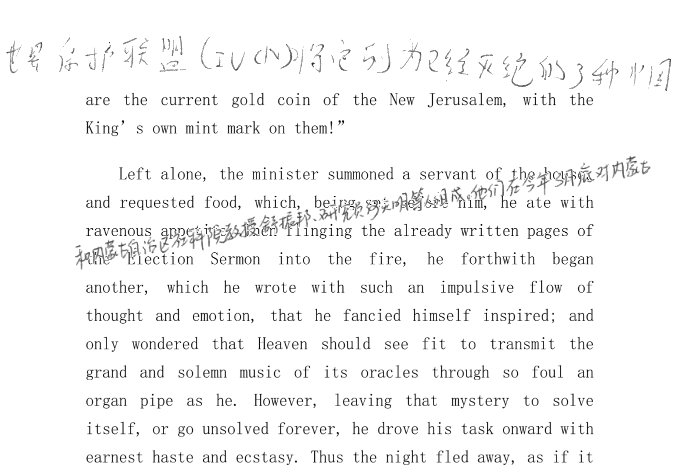 世界保护联盟(IUCN)将它列为已经灭绝的了种中国
are the current gold coin of the New Jerusalem, with the
King’s own mint mark on them!”
Left alone, the minister summoned a servant of the house,
and requested food, which, being set before him, he ate with
和内蒙古自治区社科院教授舒振邦、研究员何天明等组成。他们在今年5月底对内蒙古
ravenous appetite. Then flinging the already written pages of
the Election Sermon into the fire, he forthwith began
another, which he wrote with such an impulsive flow of
thought and emotion, that he fancied himself inspired; and
only wondered that Heaven should see fit to transmit the
grand and solemn music of its oracles through so foul an
organ pipe as he. However, leaving that mystery to solve
itself, or go unsolved forever, he drove his task onward with
earnest haste and ecstasy. Thus the night fled away, as if it